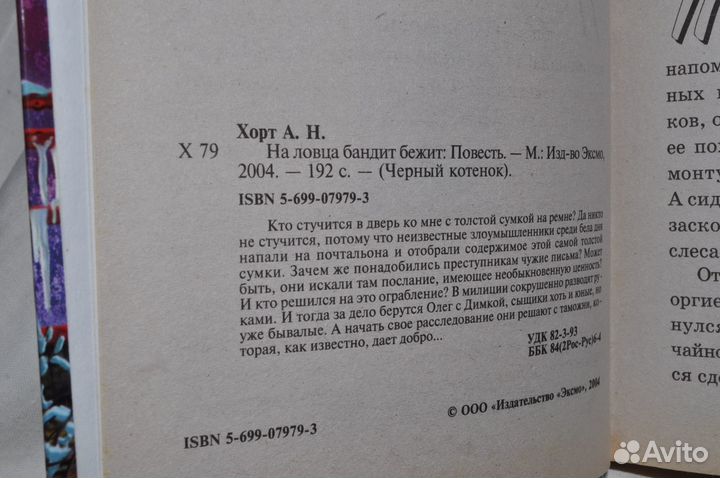 Хорт А. Н.
Х 79 На ловца бандит бежит: Повесть. — М.: Изд-во Эксмо,
2004. — 192 с. — (Черный котенок).
ISBN 5-699-07979-3
Кто стучится в дверь ко мне с толстой сумкой на ремне? Да никто
не стучится, потому что неизвестные злоумышленники среди бела дня
напали на почтальона и отобрали содержимое этой самой толстой
сумки. Зачем же понадобились преступникам чужие письма? Может
быть, они искали там послание, имеющее необыкновенную ценность?
И кто решился на это ограбление? В милиции сокрушенно разводят ру-
ками. И тогда за дело берутся Олег с Димкой, сыщики хоть и юные, но
уже бывалые. А начать свое расследование они решают с таможни, ко-
торая, как известно, дает добро...
УДК 82-3-93
ББК 84(2Рос-Рус)6-4
© ООО «Издательство «Эксмо», 2004
ISBN 5-699-07979-3
напом
ных
ков, с
ее по
монту
А сид
заско
слеса
От
оргие
нулся
чайно
ся сде
Avito